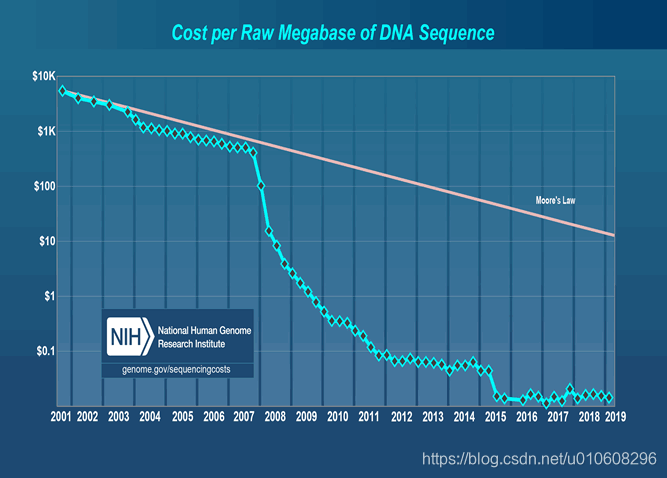 Cost per Raw Megabase of DNA Sequence
$10K
$1K
$100
$10
$1
$0.1
Moore's Law
NIH
National Human Genome
Research Institute
genome.gov/sequencingcosts
2001 2002 2003 2004 2005 2006 2007 2008 2009 2010 2011 2012 2013 2014 2015 2016 2017 2018 2019
https://blog.csdn.net/u010608296